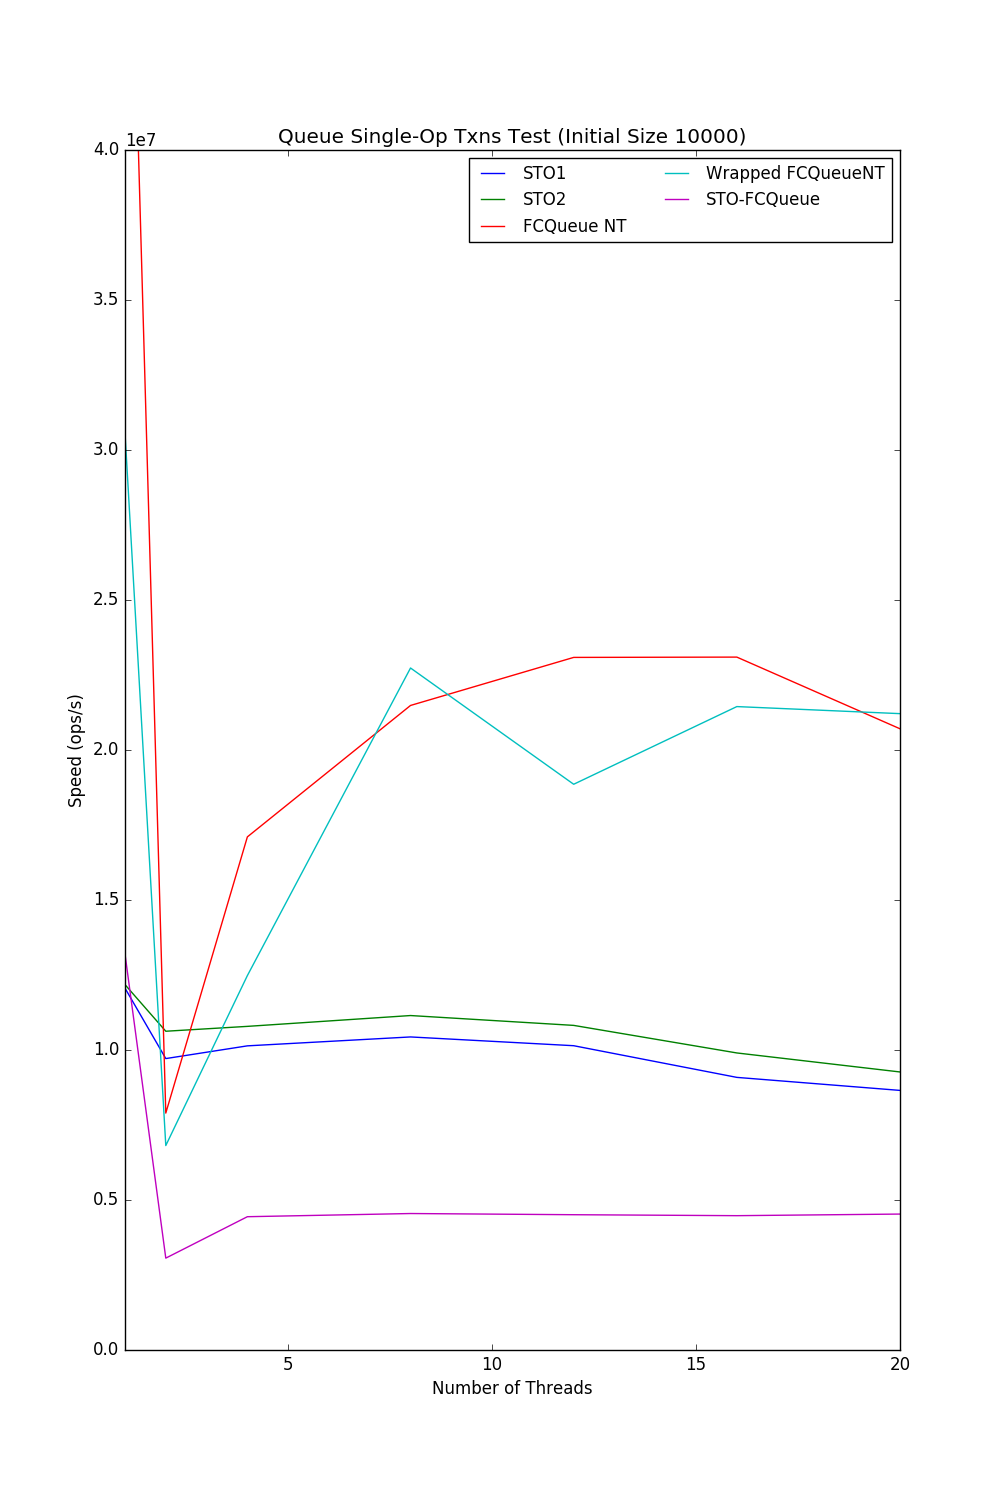 Queue Single-Op Txns Test (Initial Size 10000)
1e7
STO1
STO2
FCQueue NT
Wrapped FCQueueNT
STO-FCQueue
4.0
3.5
3.0
2.5
2.0
1.5
1.0
0.5
0.0
Speed (ops/s)
5 10 15 20
Number of Threads